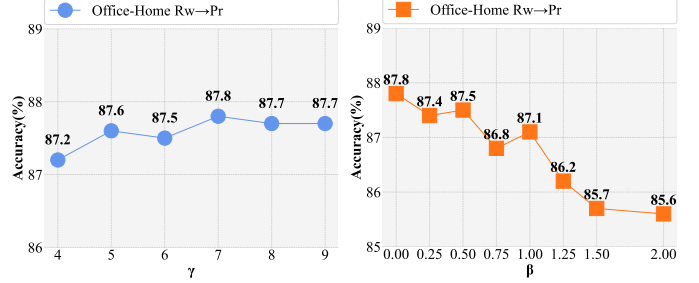 Office-Home Rw→Pr
89
88
87
86
Accuracy(%)
87.2
87.6
87.5
87.8
87.7
87.7
4 5 6 7 8 9
γ
Office-Home Rw→Pr
89
88
87
86
85
Accuracy(%)
87.8
87.4
87.5
86.8
87.1
86.2
85.7
85.6
0.00 0.25 0.50 0.75 1.00 1.25 1.50 2.00
β